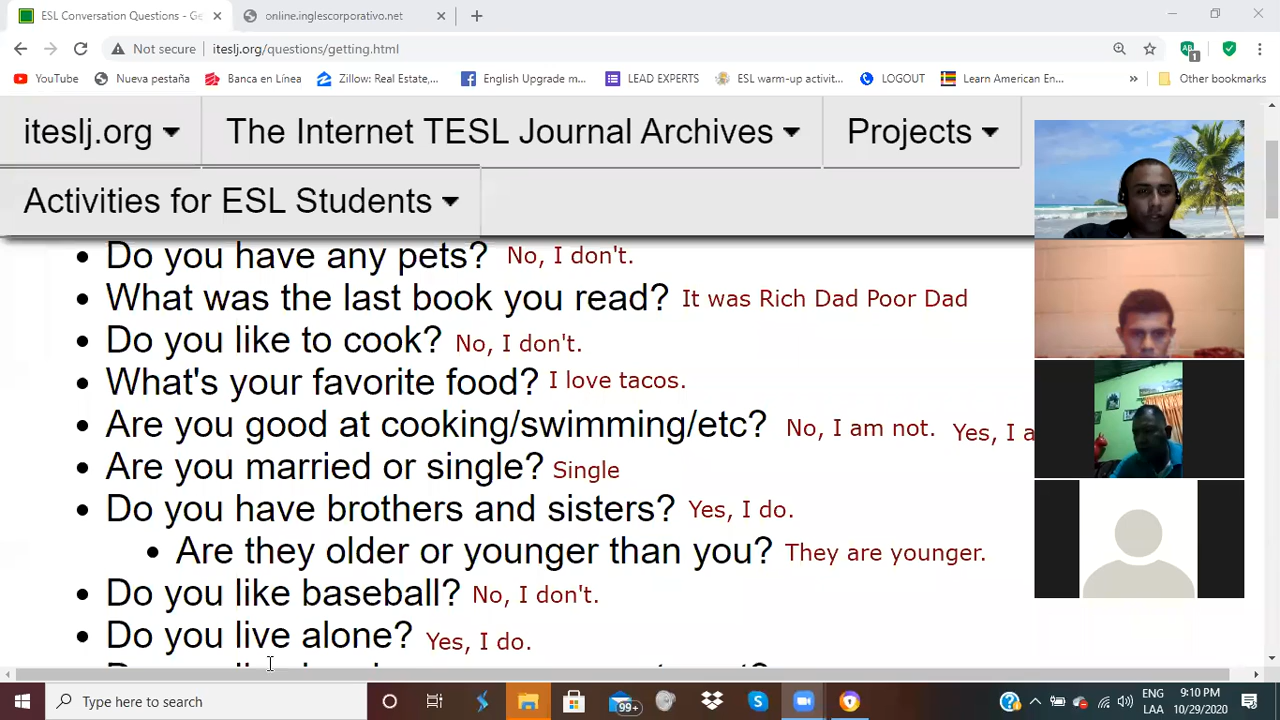 ESL Conversation Questions - Ge
online.inglescorporativo.net
Not secure iteslj.org/questions/getting.html
YouTube Nueva pestaña Banca en Línea Zillow: Real Estate,... English Upgrade m... LEAD EXPERTS ESL warm-up activit... LOGOUT Learn American En... » Other bookmarks
iteslj.org The Internet TESL Journal Archives Projects
Activities for ESL Students
Do you have any pets? No, I don't.
What was the last book you read? It was Rich Dad Poor Dad
Do you like to cook? No, I don't.
What's your favorite food? I love tacos.
Are you good at cooking/swimming/etc? No, I am not. Yes, I a
Are you married or single? Single
Do you have brothers and sisters? Yes, I do.
Are they older or younger than you? They are younger.
Do you like baseball? No, I don't.
Do you live alone? Yes, I do.
Type here to search
99+
ENG 9:10 PM
LAA 10/29/2020